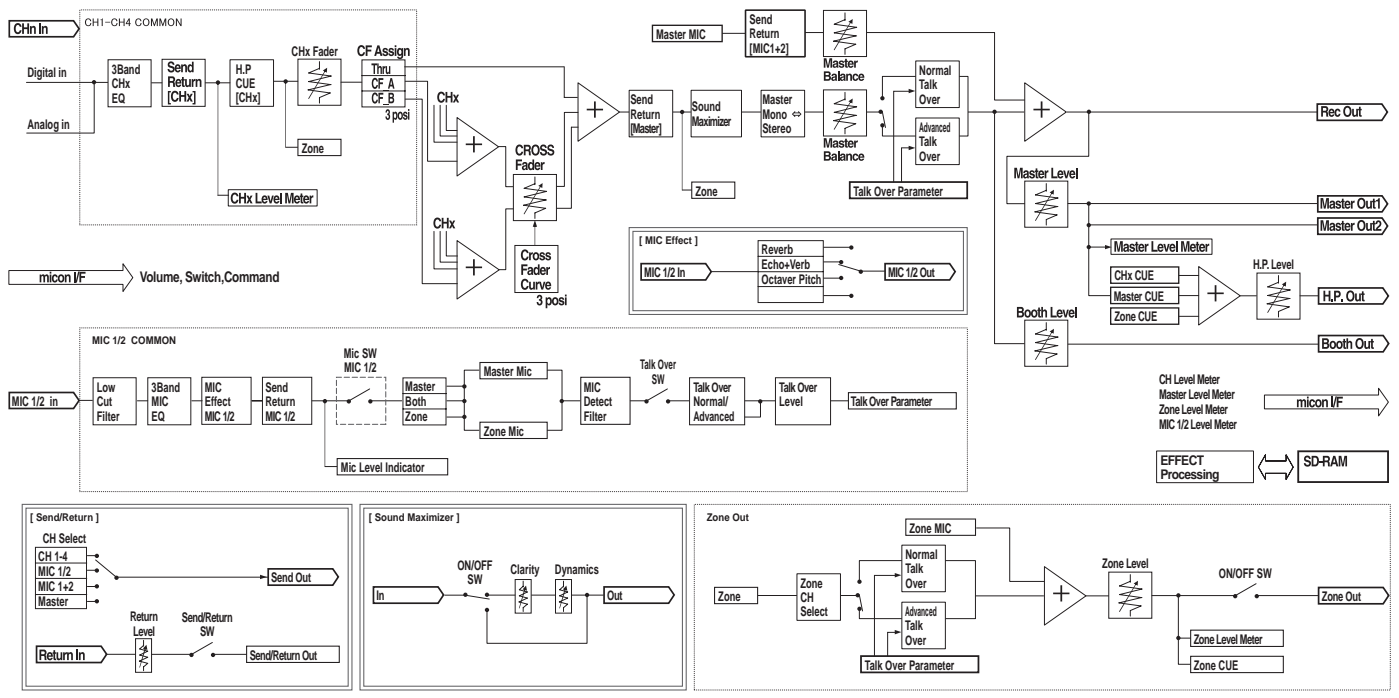 CHn In
CH1-CH4 COMMON
Digital in
Analog in
3Band
CHx
EQ
Send
Return
[CHx]
H.P
CUE
[CHx]
CHx Fader
CF Assign
Thru
CF_A
CF_B
3 posi
Zone
CHx Level Meter
CHx
CHx
CROSS
Fader
Cross
Fader
Curve
3 posi
Master MIC
Send
Return
[MIC1+2]
Master
Balance
Send
Return
[Master]
Sound
Maximizer
Master
Mono ⇔
Stereo
Master
Balance
Normal
Talk
Over
Advanced
Talk
Over
Talk Over Parameter
Zone
Rec Out
Master Level
Master Out1
Master Out2
Master Level Meter
CHx CUE
Master CUE
Zone CUE
H.P. Level
H.P. Out
Booth Level
Booth Out
micon I/F
Volume, Switch,Command
[ MIC Effect ]
MIC 1/2 In
Reverb
Echo+Verb
Octaver Pitch
MIC 1/2 Out
MIC 1/2 COMMON
MIC 1/2 in
Low
Cut
Filter
3Band
MIC
EQ
MIC
Effect
MIC 1/2
Send
Return
MIC 1/2
Mic SW
MIC 1/2
Master
Both
Zone
Master Mic
Zone Mic
MIC
Detect
Filter
Talk Over
SW
Talk Over
Normal/
Advanced
Talk Over
Level
Talk Over Parameter
Mic Level Indicator
CH Level Meter
Master Level Meter
Zone Level Meter
MIC 1/2 Level Meter
micon I/F
EFFECT
Processing
SD-RAM
[ Send/Return ]
CH Select
CH 1-4
MIC 1/2
MIC 1+2
Master
Send Out
Return
Level
Send/Return
SW
Return In
Send/Return Out
[ Sound Maximizer ]
In
ON/OFF
SW
Clarity
Dynamics
Out
Zone Out
Zone
Zone
CH
Select
Zone MIC
Normal
Talk
Over
Advanced
Talk
Over
Talk Over Parameter
Zone Level
ON/OFF SW
Zone Out
Zone Level Meter
Zone CUE